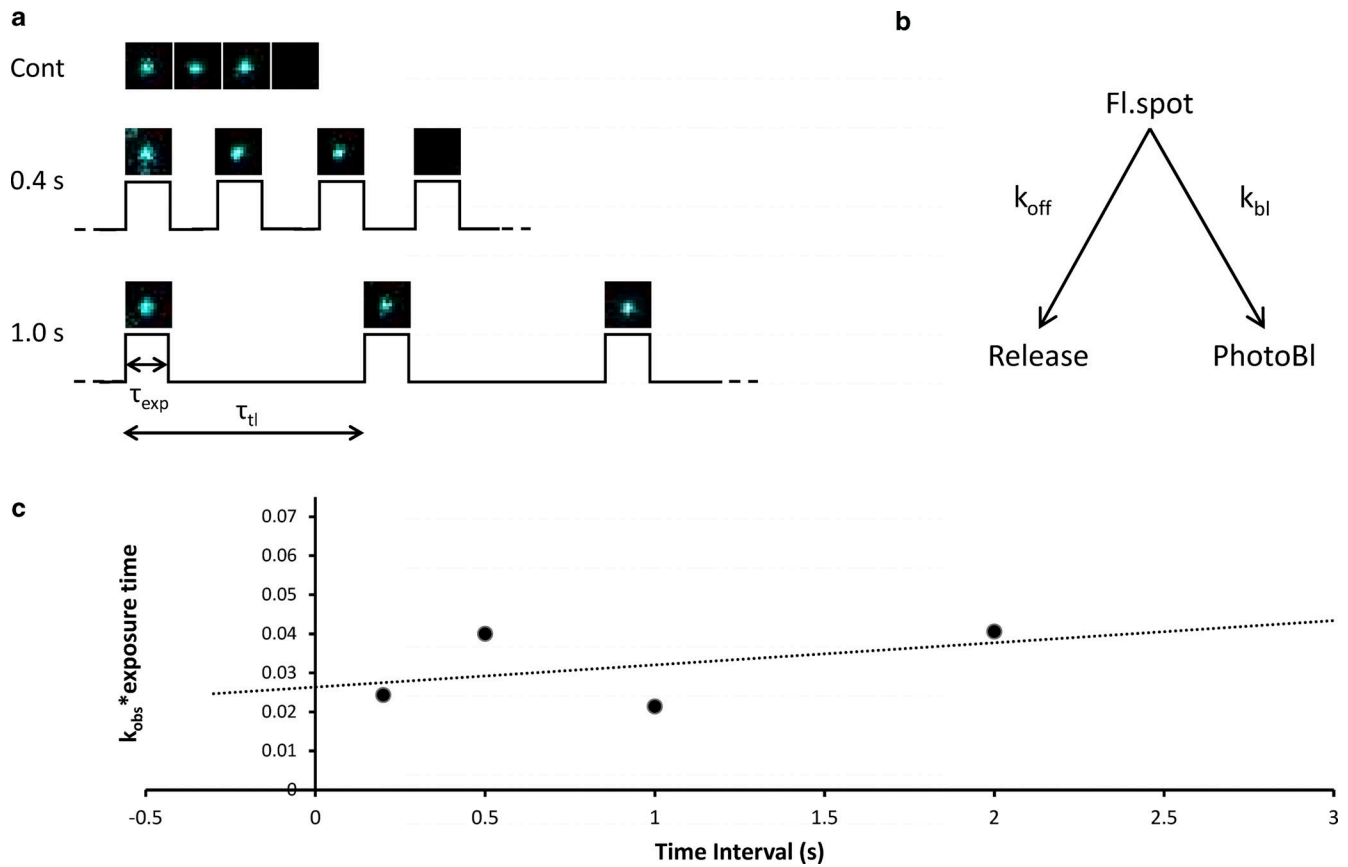 a
Cont
0.4 s
1.0 s
τexp
τtl
b
Fl.spot
koff
kbl
Release
PhotoBl
c
kobs*exposure time
0.07
0.06
0.05
0.04
0.03
0.02
0.01
0
-0.5
0
0.5
1
1.5
2
2.5
3
Time Interval (s)